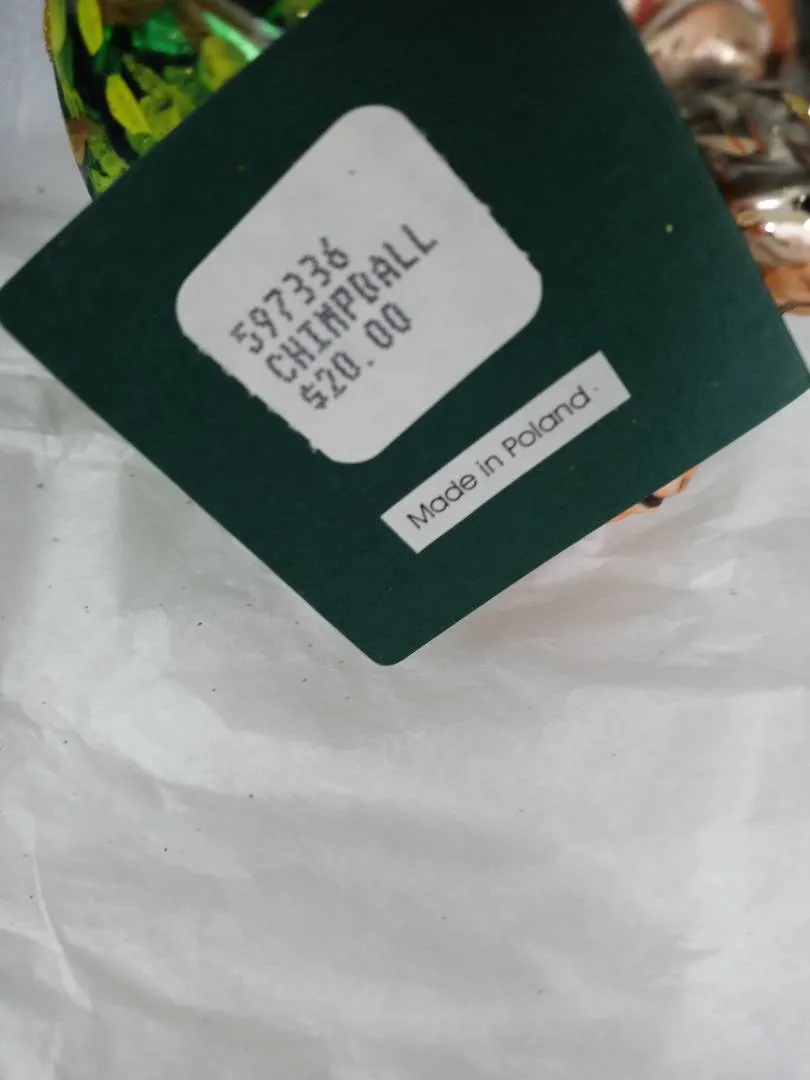 597336
CHIMPBALL
$20.00
Made in Poland